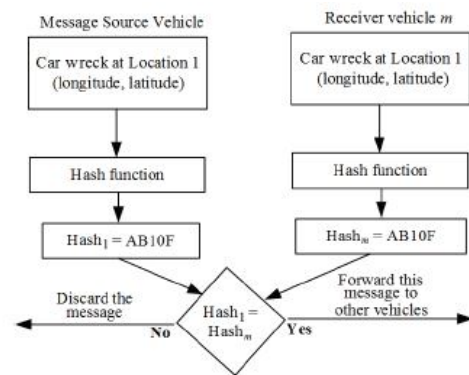 Message Source Vehicle
Receiver vehicle m
Car wreck at Location 1
(longitude, latitude)
Car wreck at Location 1
(longitude, latitude)
Hash function
Hash function
Hash₁ = AB10F
Hashₘ = AB10F
Discard the
message
No
Hash₁ =
Hashₘ
Yes
Forward this
message to
other vehicles